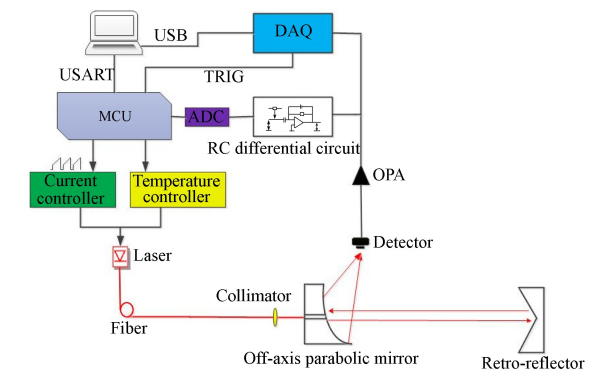 USB
DAQ
USART
TRIG
MCU
ADC
RC differential circuit
OPA
Current
controller
Temperature
controller
Detector
Laser
Collimator
Fiber
Off-axis parabolic mirror
Retro-reflector